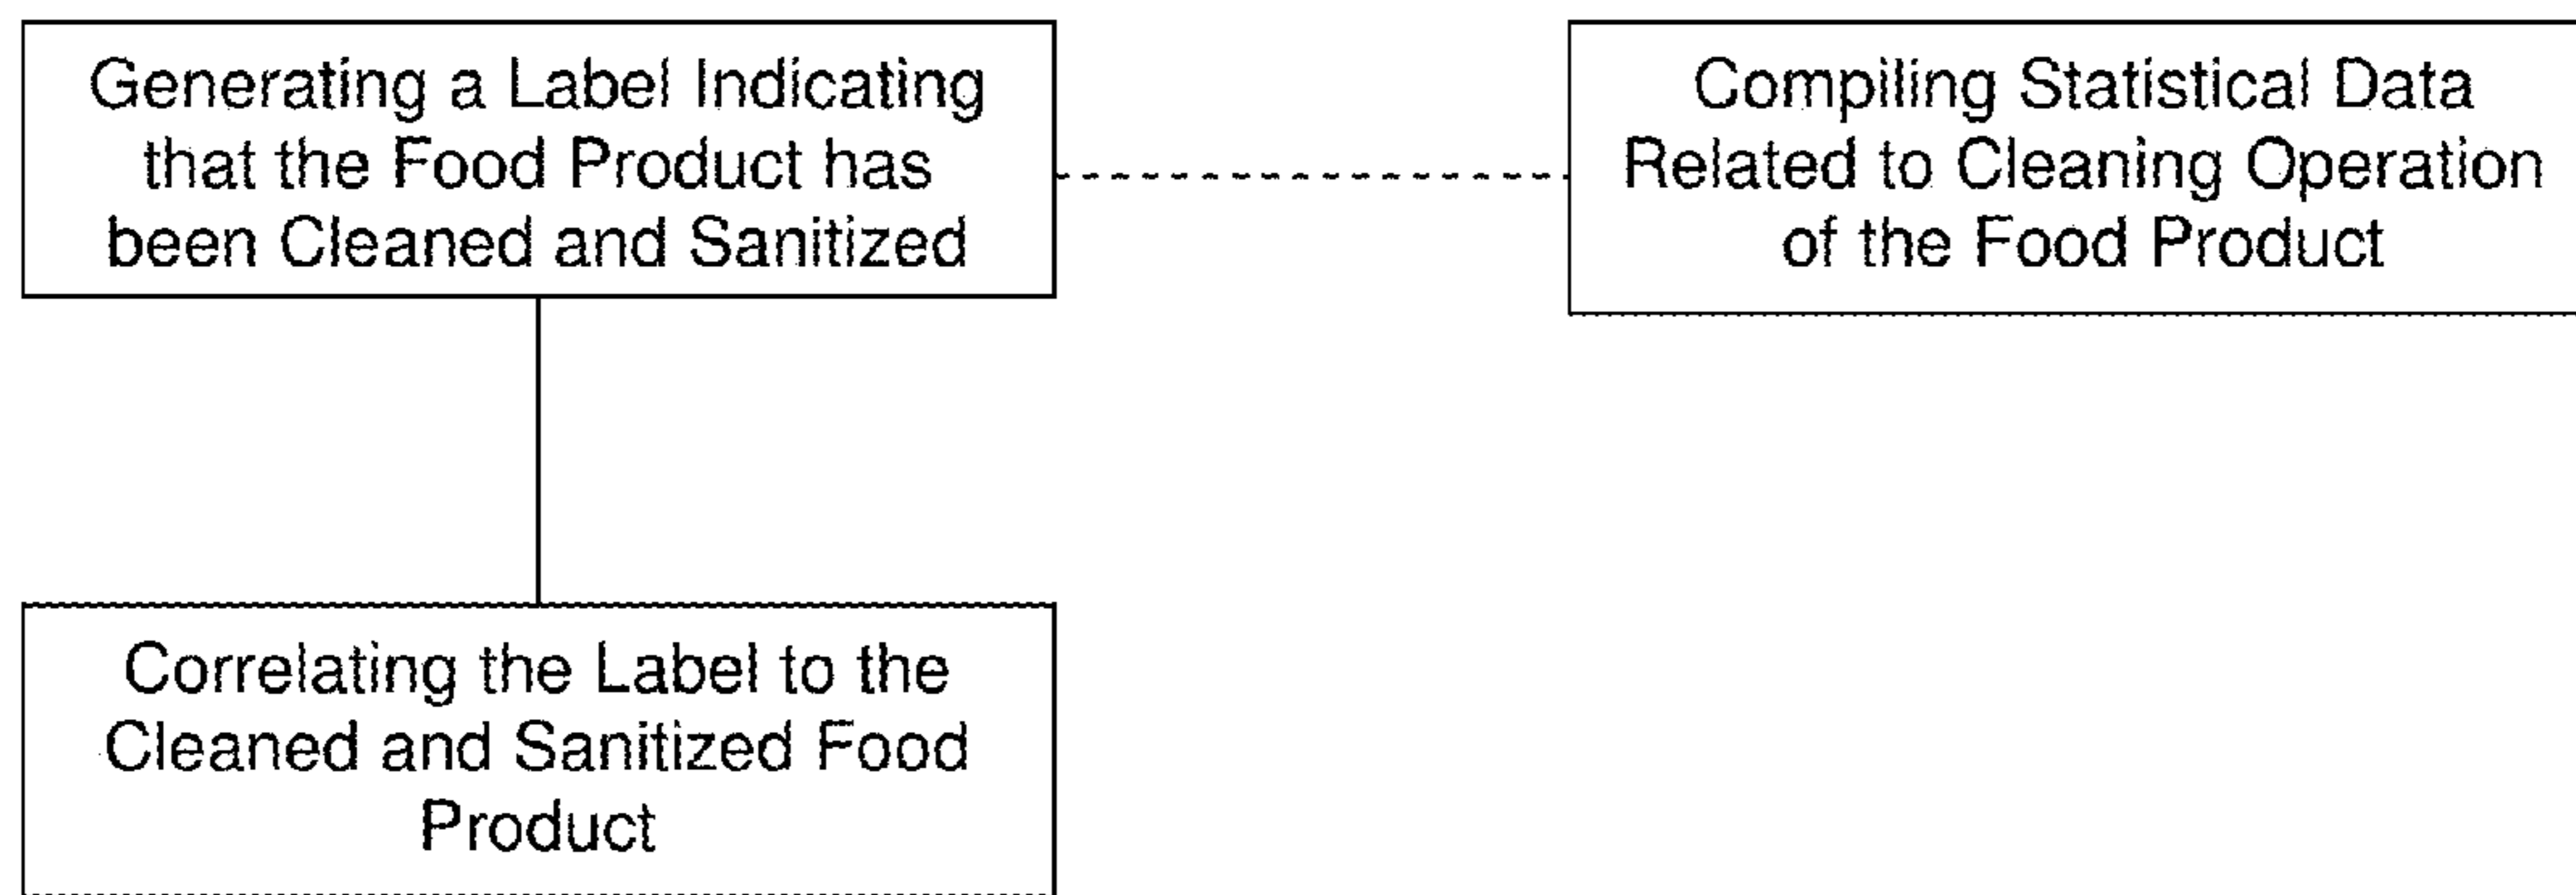 Generating a Label Indicating
that the Food Product has
been Cleaned and Sanitized
Compiling Statistical Data
Related to Cleaning Operation
of the Food Product
Correlating the Label to the
Cleaned and Sanitized Food
Product